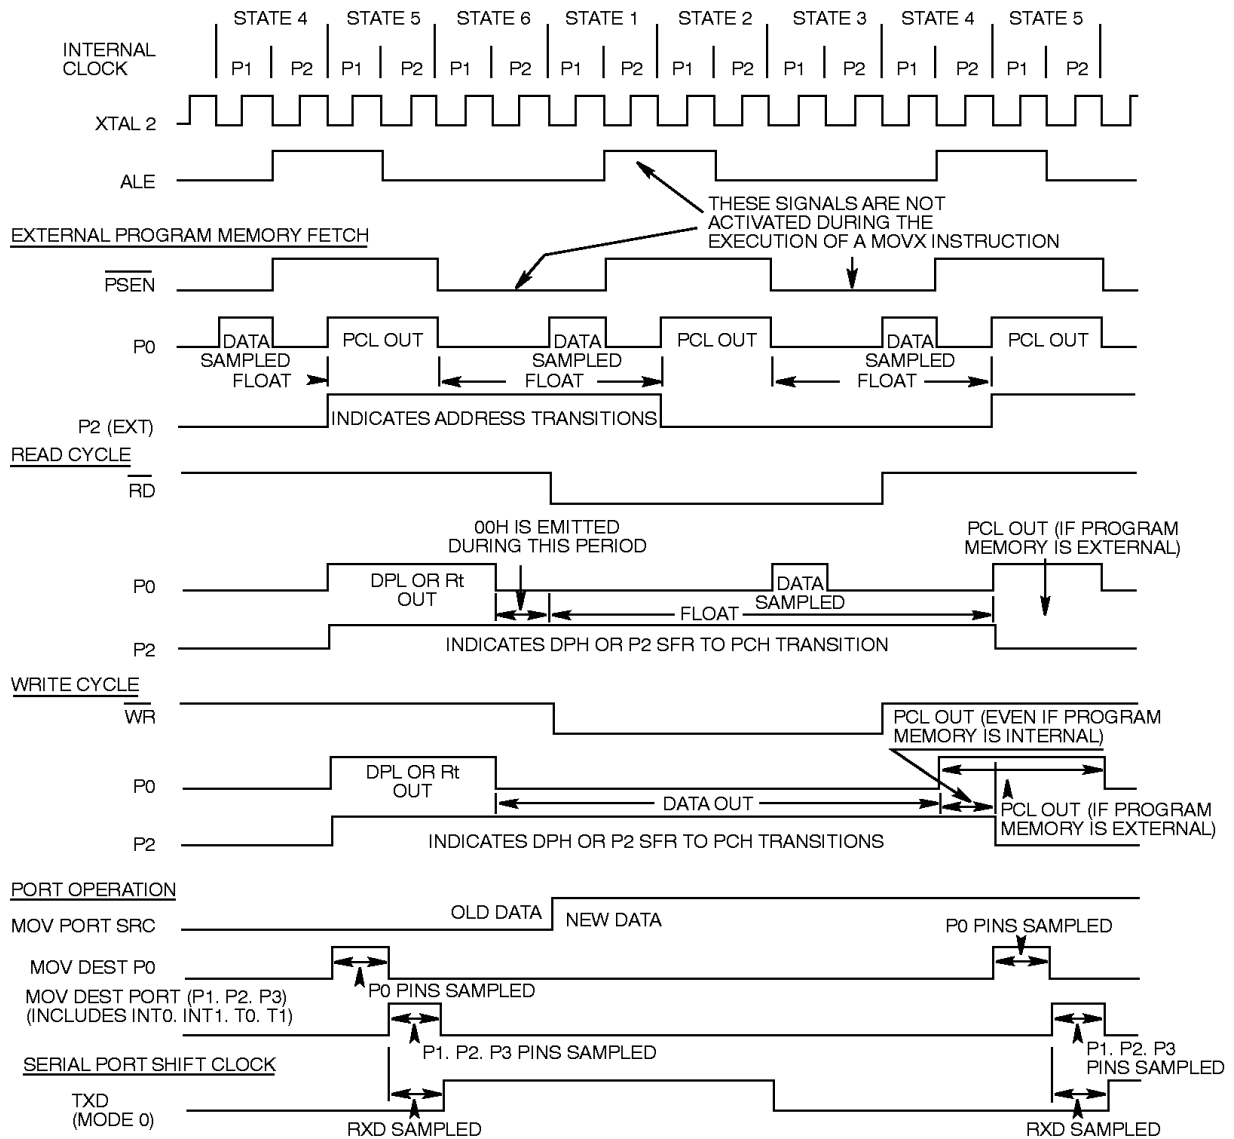 STATE 4 STATE 5 STATE 6 STATE 1 STATE 2 STATE 3 STATE 4 STATE 5
INTERNAL
CLOCK
P1 P2 P1 P2 P1 P2 P1 P2 P1 P2 P1 P2 P1 P2 P1 P2
XTAL 2
ALE
THESE SIGNALS ARE NOT
ACTIVATED DURING THE
EXECUTION OF A MOVX INSTRUCTION
EXTERNAL PROGRAM MEMORY FETCH
PSEN
P0
DATA PCL OUT DATA PCL OUT DATA PCL OUT
SAMPLED SAMPLED SAMPLED
FLOAT FLOAT FLOAT
P2 (EXT)
INDICATES ADDRESS TRANSITIONS
READ CYCLE
RD
00H IS EMITTED
DURING THIS PERIOD
PCL OUT (IF PROGRAM
MEMORY IS EXTERNAL)
P0
DPL OR Rt
OUT
DATA
SAMPLED
FLOAT
P2
INDICATES DPH OR P2 SFR TO PCH TRANSITION
WRITE CYCLE
WR
PCL OUT (EVEN IF PROGRAM
MEMORY IS INTERNAL)
P0
DPL OR Rt
OUT
DATA OUT
PCL OUT (IF PROGRAM
MEMORY IS EXTERNAL)
P2
INDICATES DPH OR P2 SFR TO PCH TRANSITIONS
PORT OPERATION
MOV PORT SRC
OLD DATA NEW DATA
P0 PINS SAMPLED
MOV DEST P0
P0 PINS SAMPLED
MOV DEST PORT (P1. P2. P3)
(INCLUDES INT0. INT1. T0. T1)
P1. P2. P3 PINS SAMPLED
P1. P2. P3
PINS SAMPLED
SERIAL PORT SHIFT CLOCK
TXD
(MODE 0)
RXD SAMPLED RXD SAMPLED